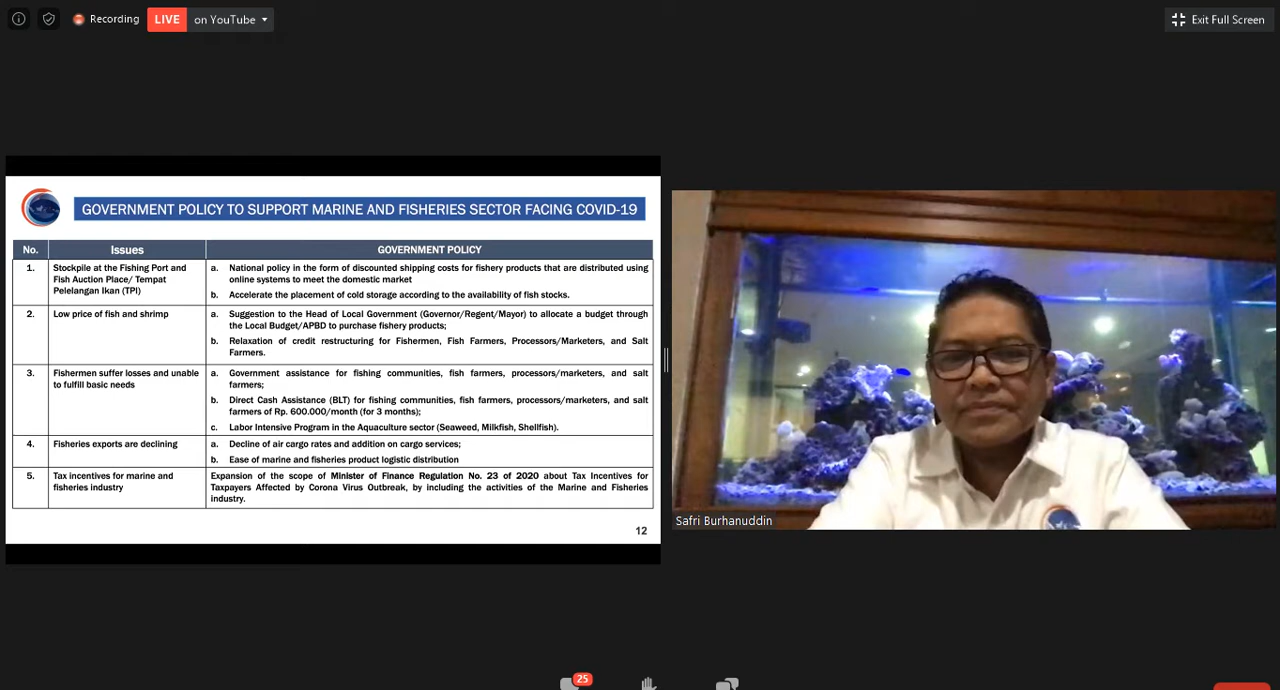 Recording
LIVE on YouTube
Exit Full Screen
GOVERNMENT POLICY TO SUPPORT MARINE AND FISHERIES SECTOR FACING COVID-19
No. Issues GOVERNMENT POLICY
1. Stockpile at the Fishing Port and
Fish Auction Place/ Tempat
Pelelangan Ikan (TPI)
a. National policy in the form of discounted shipping costs for fishery products that are distributed using
online systems to meet the domestic market
b. Accelerate the placement of cold storage according to the availability of fish stocks.
2. Low price of fish and shrimp
a. Suggestion to the Head of Local Government (Governor/Regent/Mayor) to allocate a budget through
the Local Budget/APBD to purchase fishery products;
b. Relaxation of credit restructuring for Fishermen, Fish Farmers, Processors/Marketers, and Salt
Farmers.
3. Fishermen suffer losses and unable
to fulfill basic needs
a. Government assistance for fishing communities, fish farmers, processors/marketers, and salt
farmers;
b. Direct Cash Assistance (BLT) for fishing communities, fish farmers, processors/marketers, and salt
farmers of Rp. 600.000/month (for 3 months);
c. Labor Intensive Program in the Aquaculture sector (Seaweed, Milkfish, Shellfish).
4. Fisheries exports are declining
a. Decline of air cargo rates and addition on cargo services;
b. Ease of marine and fisheries product logistic distribution
5. Tax incentives for marine and
fisheries industry
Expansion of the scope of Minister of Finance Regulation No. 23 of 2020 about Tax Incentives for
Taxpayers Affected by Corona Virus Outbreak, by including the activities of the Marine and Fisheries
industry.
12
Safri Burhanuddin
25